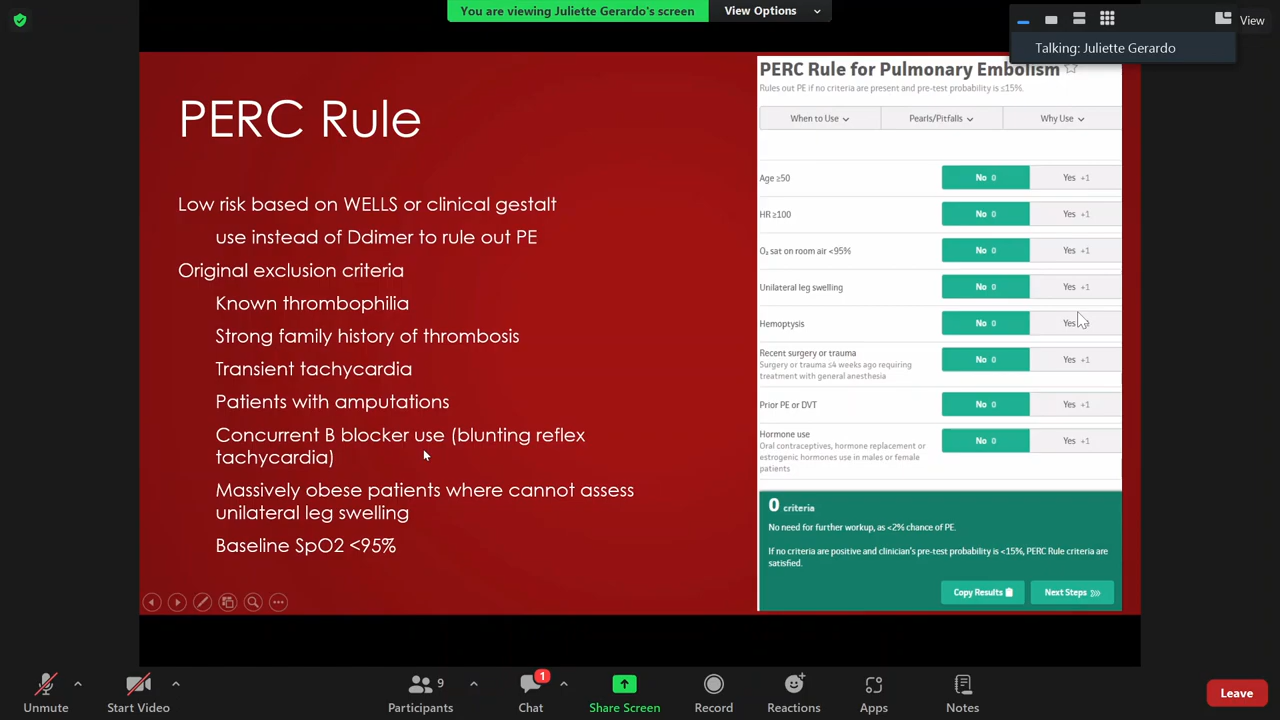 You are viewing Juliette Gerardo's screen
View Options
View
Talking: Juliette Gerardo
PERC Rule
Low risk based on WELLS or clinical gestalt
use instead of Ddimer to rule out PE
Original exclusion criteria
Known thrombophilia
Strong family history of thrombosis
Transient tachycardia
Patients with amputations
Concurrent B blocker use (blunting reflex
tachycardia)
Massively obese patients where cannot assess
unilateral leg swelling
Baseline SpO2 <95%
PERC Rule for Pulmonary Embolism
Rules out PE if no criteria are present and pre-test probability is ≤15%.
When to Use Pearls/Pitfalls Why Use
Age ≥50 No 0 Yes +1
HR ≥100 No 0 Yes +1
O₂ sat on room air <95% No 0 Yes +1
Unilateral leg swelling No 0 Yes +1
Hemoptysis No 0 Yes
Recent surgery or trauma
Surgery or trauma ≤4 weeks ago requiring
treatment with general anesthesia
No 0 Yes +1
Prior PE or DVT No 0 Yes +1
Hormone use
Oral contraceptives, hormone replacement or
estrogenic hormones use in males or female
patients
No 0 Yes +1
0 criteria
No need for further workup, as <2% chance of PE.
If no criteria are positive and clinician's pre-test probability is <15%, PERC Rule criteria are
satisfied.
Copy Results Next Steps
Unmute
Start Video
9
Participants
1
Chat
Share Screen
Record
Reactions
Apps
Notes
Leave